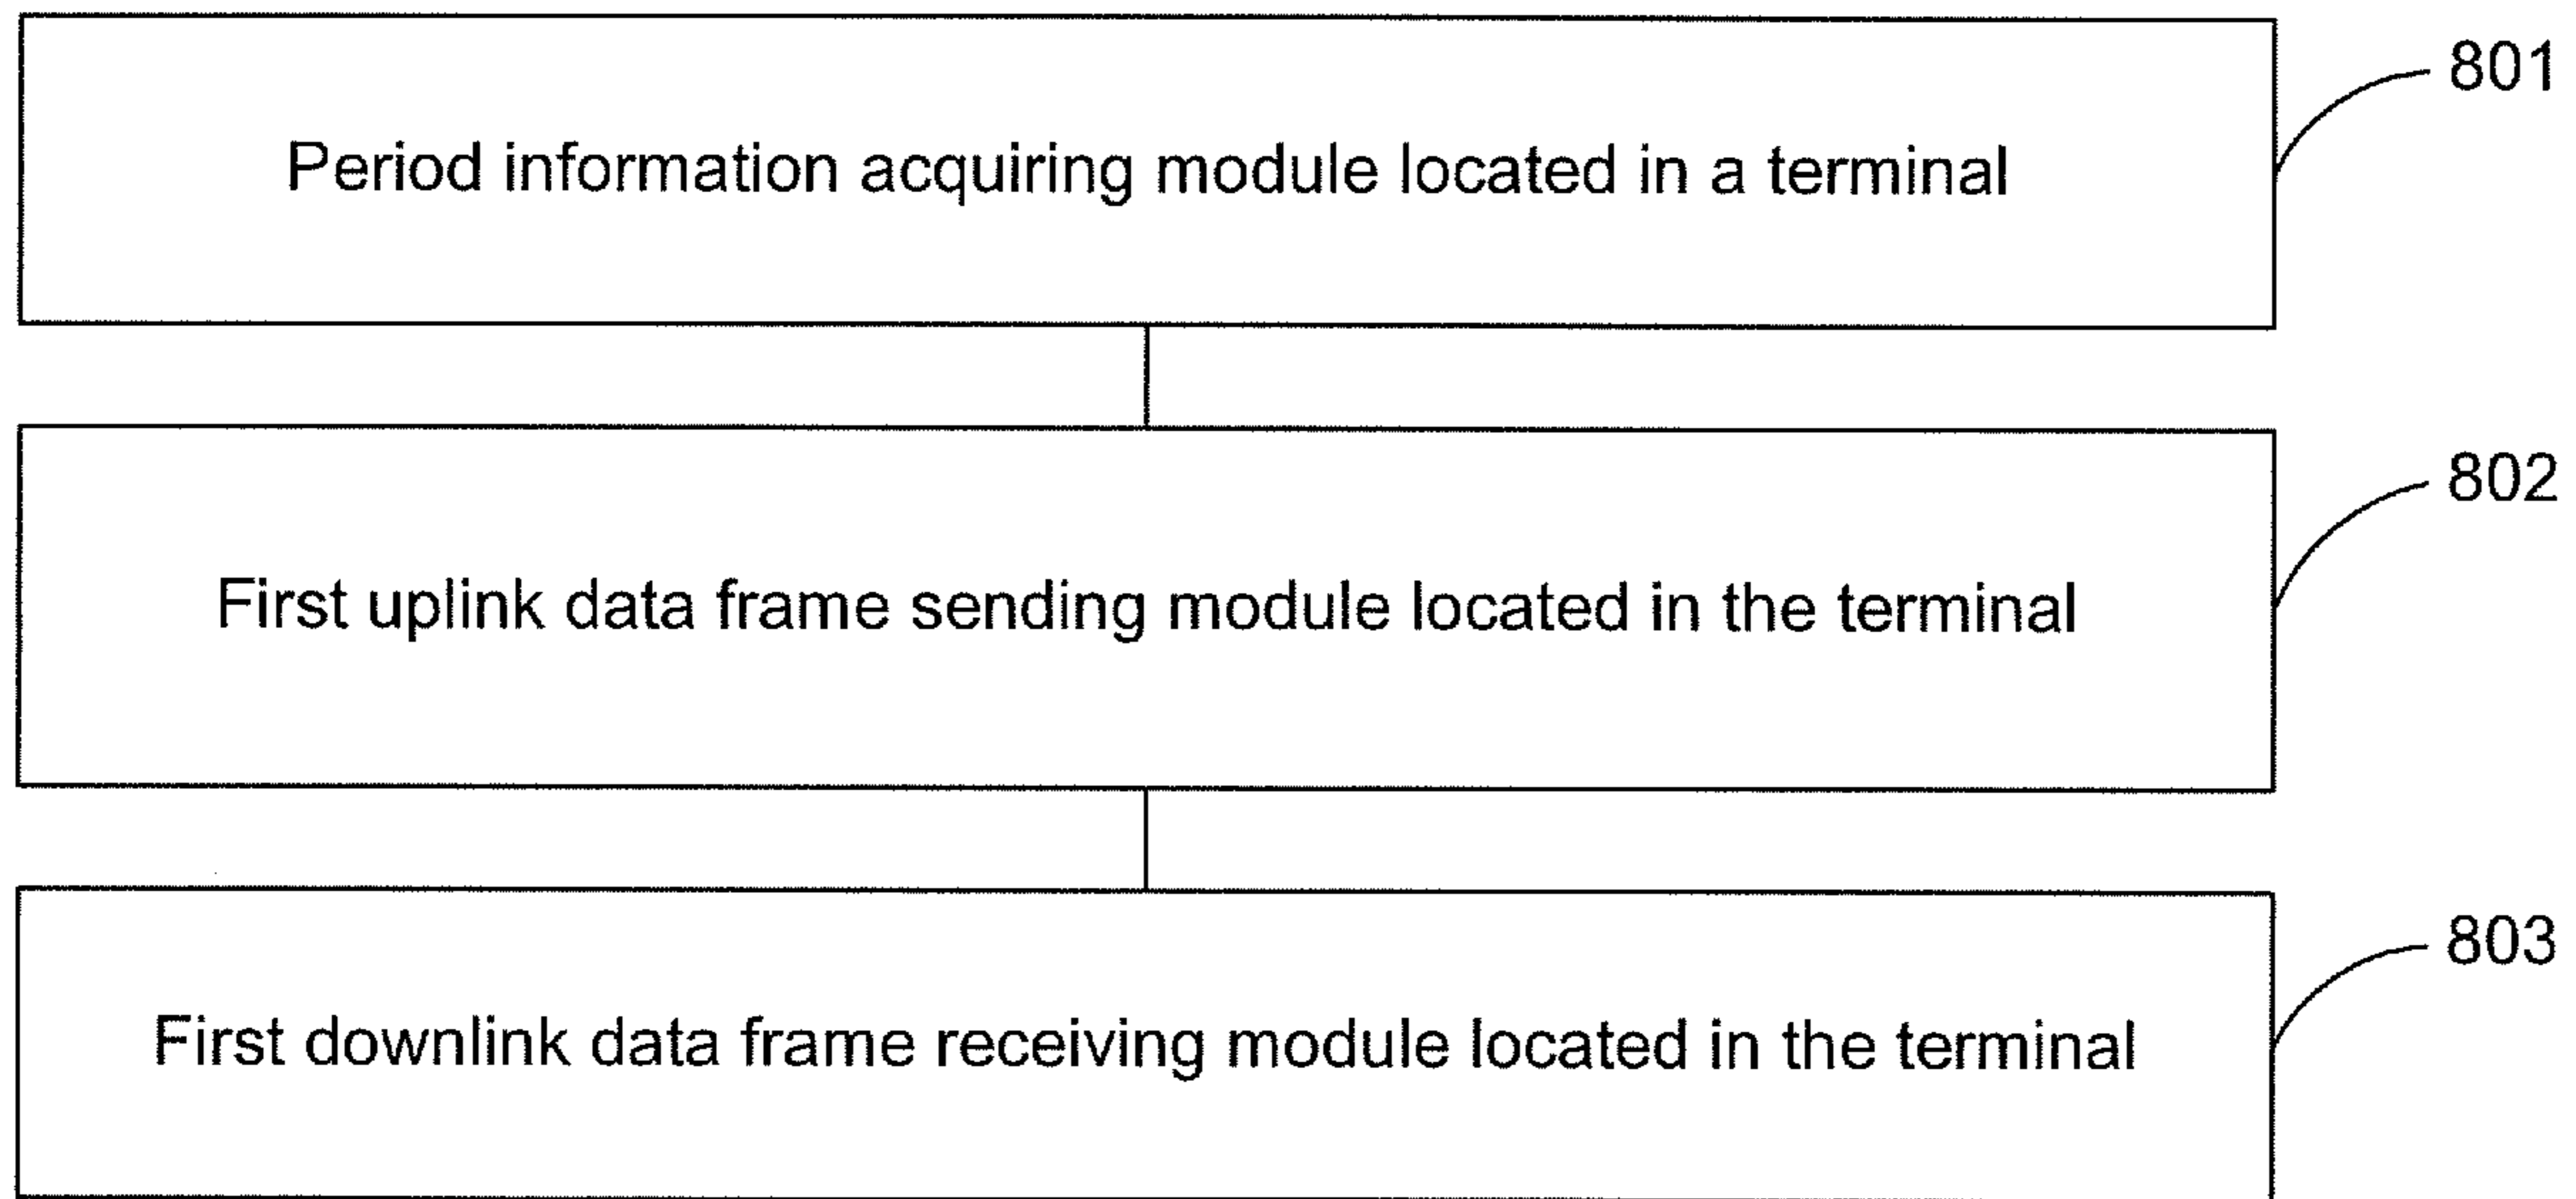 801
Period information acquiring module located in a terminal
802
First uplink data frame sending module located in the terminal
803
First downlink data frame receiving module located in the terminal